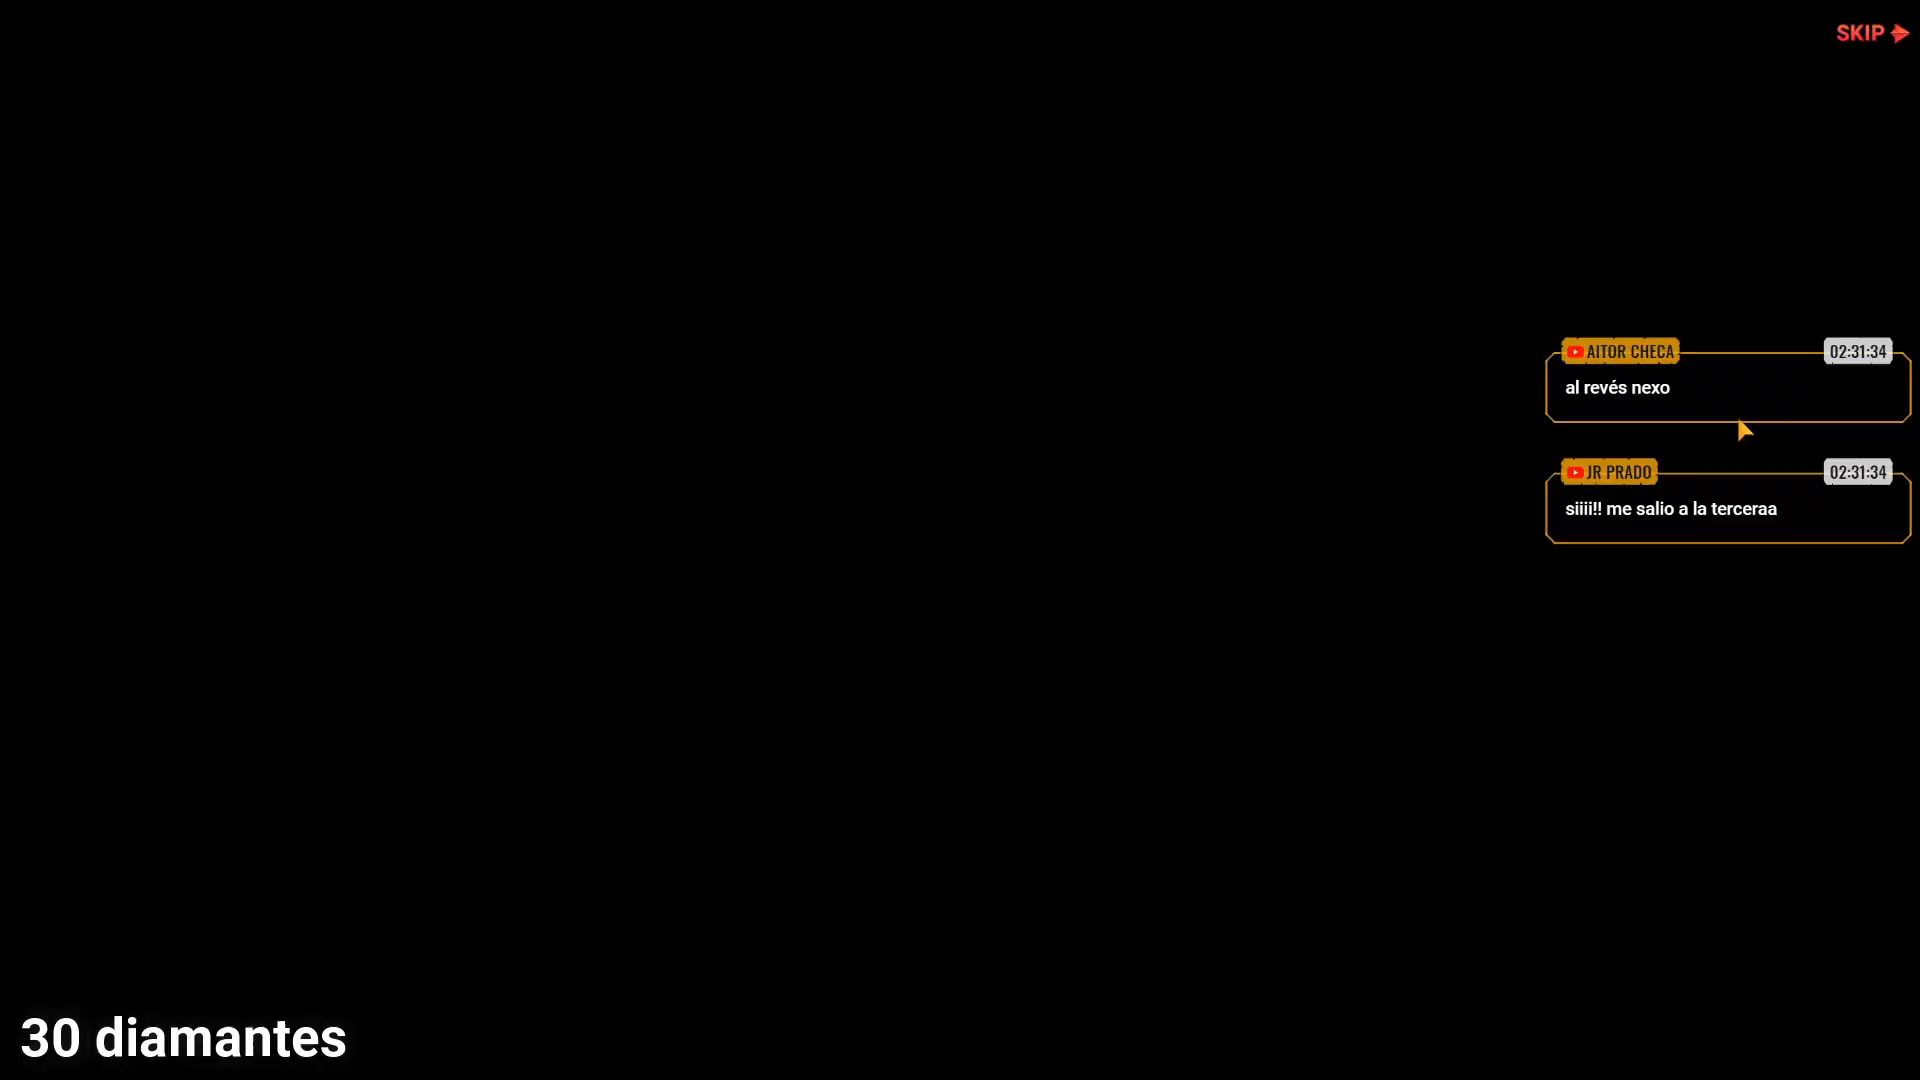 SKIP
AITOR CHECA 02:31:34
al revés nexo
JR PRADO 02:31:34
siiii!! me salio a la terceraa
30 diamantes